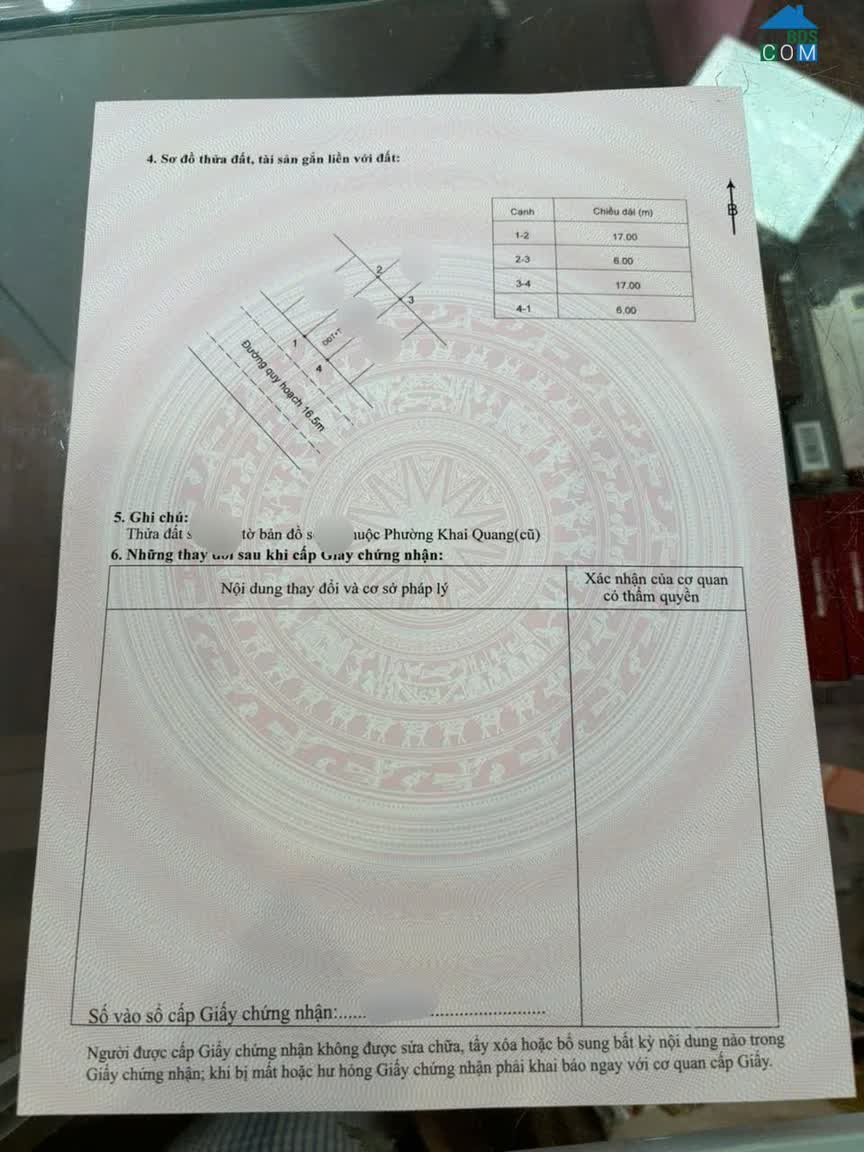 BDS
COM
4. Sơ đồ thửa đất, tài sản gắn liền với đất:
B
Cạnh Chiều dài (m)
1-2 17.00
2-3 6.00
3-4 17.00
4-1 6.00
2
3
1
ODT+T
4
Đường quy hoạch 16.5m
5. Ghi chú:
Thửa đất tờ bản đồ Phường Khai Quang(cũ)
6. Những thay đổi sau khi cấp Giấy chứng nhận:
Nội dung thay đổi và cơ sở pháp lý
Xác nhận của cơ quan
có thẩm quyền
Số vào sổ cấp Giấy chứng nhận:......
Người được cấp Giấy chứng nhận không được sửa chữa, tẩy xóa hoặc bổ sung bất kỳ nội dung nào trong
Giấy chứng nhận; khi bị mất hoặc hư hỏng Giấy chứng nhận phải khai báo ngay với cơ quan cấp Giấy.